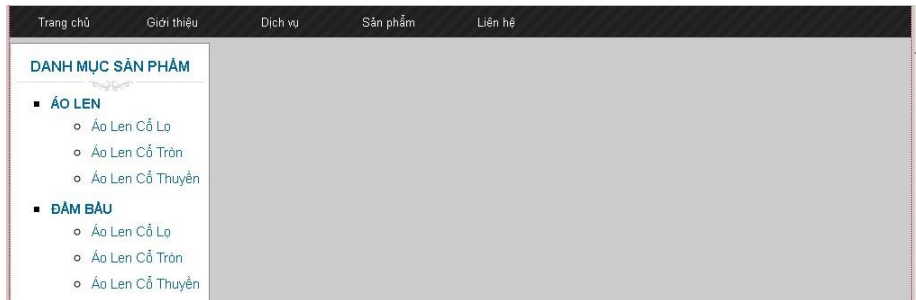 Trang chủ Giới thiệu Dịch vụ Sản phẩm Liên hệ
DANH MỤC SẢN PHẨM
ÁO LEN
Áo Len Cổ Lọ
Áo Len Cổ Tròn
Áo Len Cổ Thuyền
ĐẦM BẦU
Áo Len Cổ Lọ
Áo Len Cổ Tròn
Áo Len Cổ Thuyền